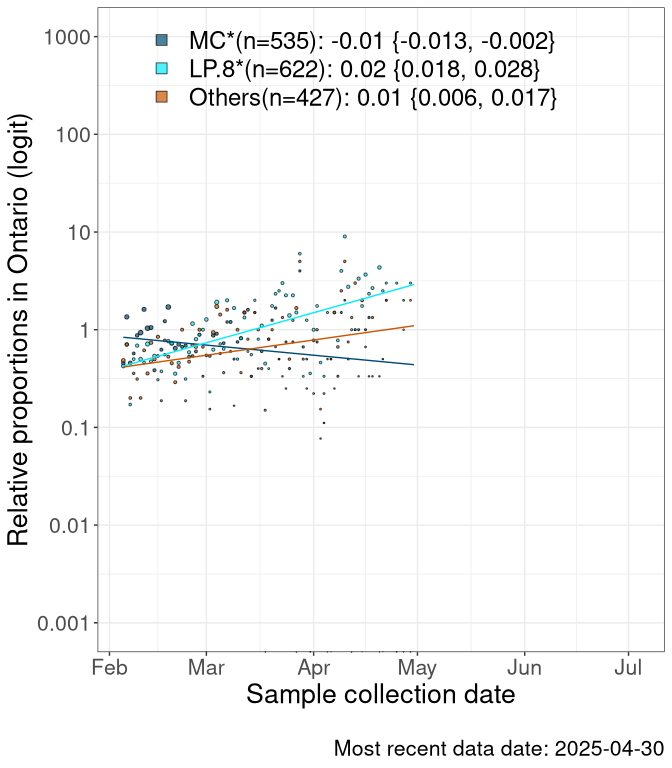 MC*(n=535): -0.01 {-0.013, -0.002}
LP.8*(n=622): 0.02 {0.018, 0.028}
Others(n=427): 0.01 {0.006, 0.017}
Relative proportions in Ontario (logit)
1000
100
10
1
0.1
0.01
0.001
Feb Mar Apr May Jun Jul
Sample collection date
Most recent data date: 2025-04-30